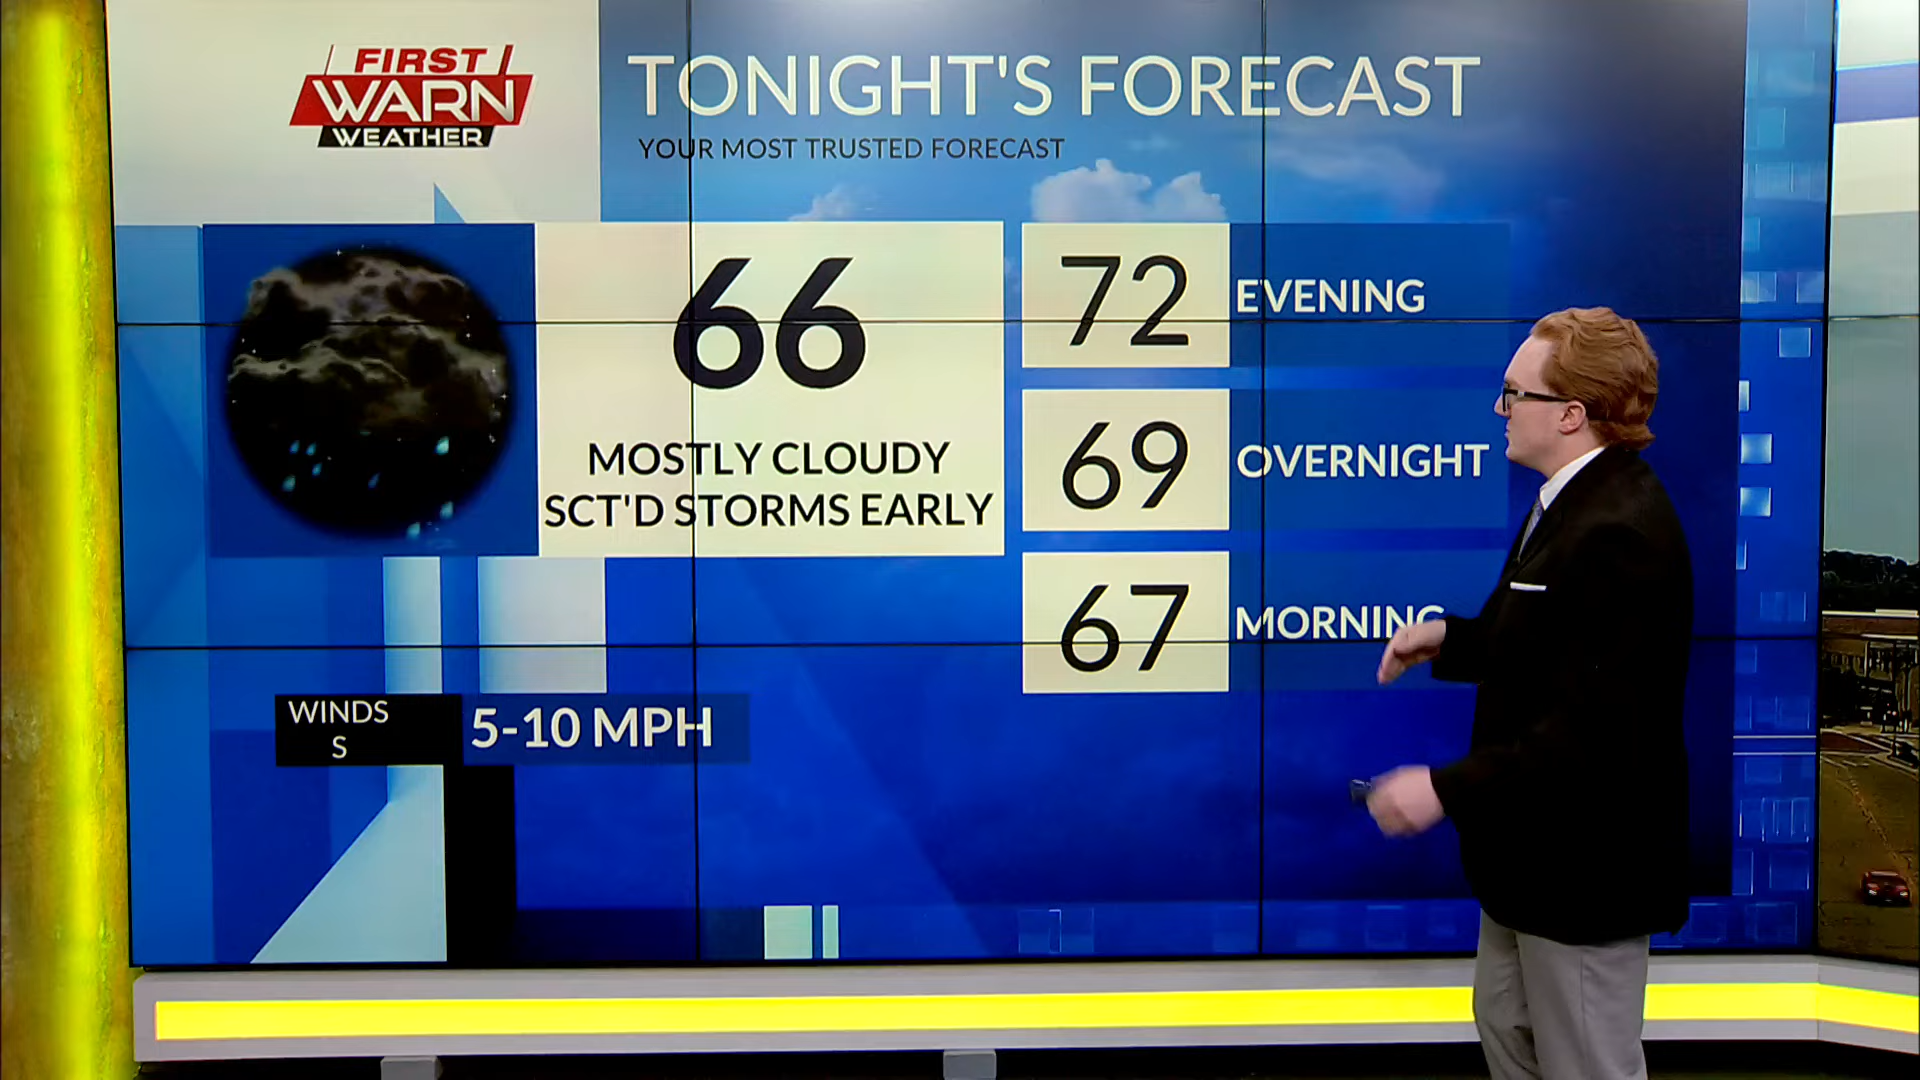 FIRST
WARN
WEATHER
TONIGHT'S FORECAST
YOUR MOST TRUSTED FORECAST
66
MOSTLY CLOUDY
SCT'D STORMS EARLY
72 EVENING
69 OVERNIGHT
67 MORNING
WINDS
S
5-10 MPH